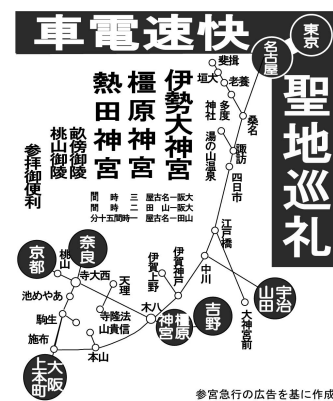 車電速快
東京
名古屋
聖地巡礼
伊勢大神宮
橿原神宮
熱田神宮
畝傍御陵
桃山御陵
参拝御便利
間時三屋古名ー阪大
間時二田山ー阪大
分十五間時一屋古名ー田山
揖斐
大垣
養老
多度神社
桑名
湯の山温泉
諏訪
四日市
江戸橋
伊賀神戸
伊賀上野
中川
大神宮前
宇治山田
吉野
橿原神宮
八木
奈良
京都
桃山
西大寺
天理
あやめ池
法隆寺
信貴山
生駒
布施
山本
大阪上本町
参宮急行の広告を基に作成